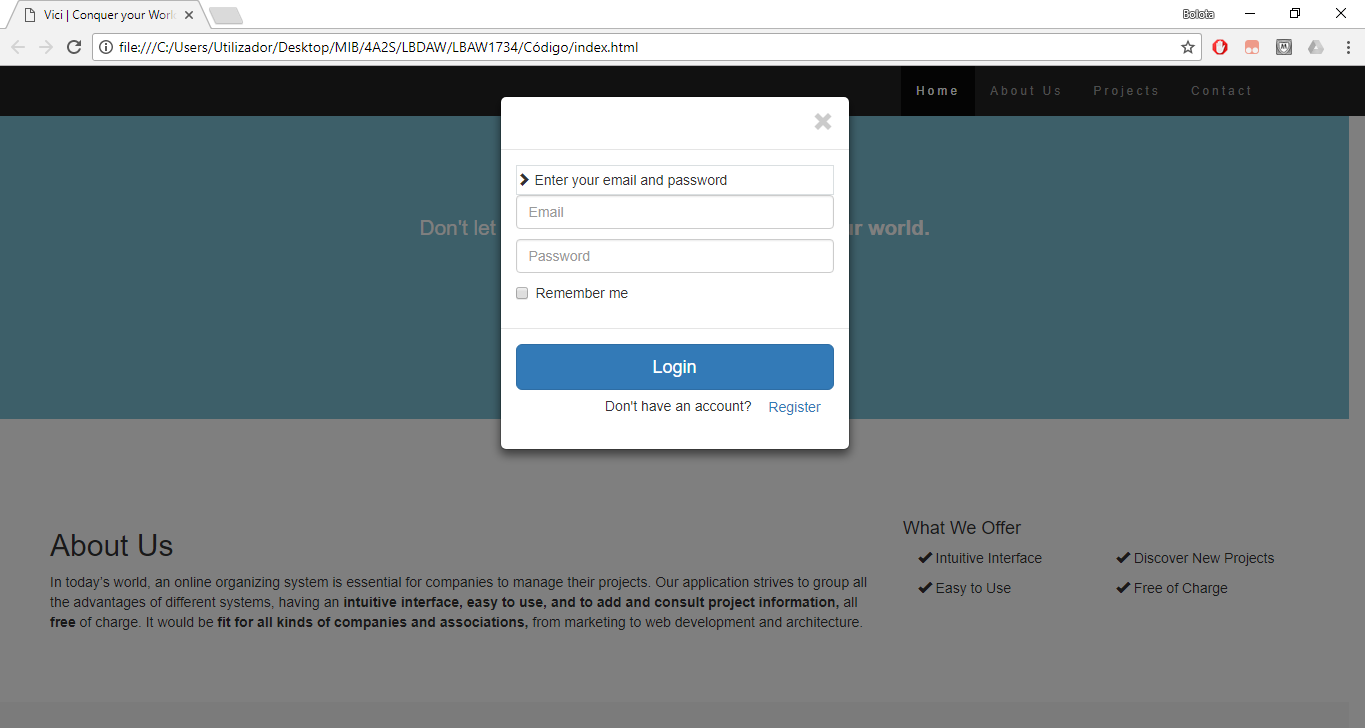 Vici | Conquer your Worl
Bolota
file:///C:/Users/Utilizador/Desktop/MIB/4A2S/LBDAW/LBAW1734/Código/index.html
Home About Us Projects Contact
Enter your email and password
Email
Don't let ur world.
Password
Remember me
Login
Don't have an account? Register
About Us
In today's world, an online organizing system is essential for companies to manage their projects. Our application strives to group all
the advantages of different systems, having an intuitive interface, easy to use, and to add and consult project information, all
free of charge. It would be fit for all kinds of companies and associations, from marketing to web development and architecture.
What We Offer
Intuitive Interface Discover New Projects
Easy to Use Free of Charge